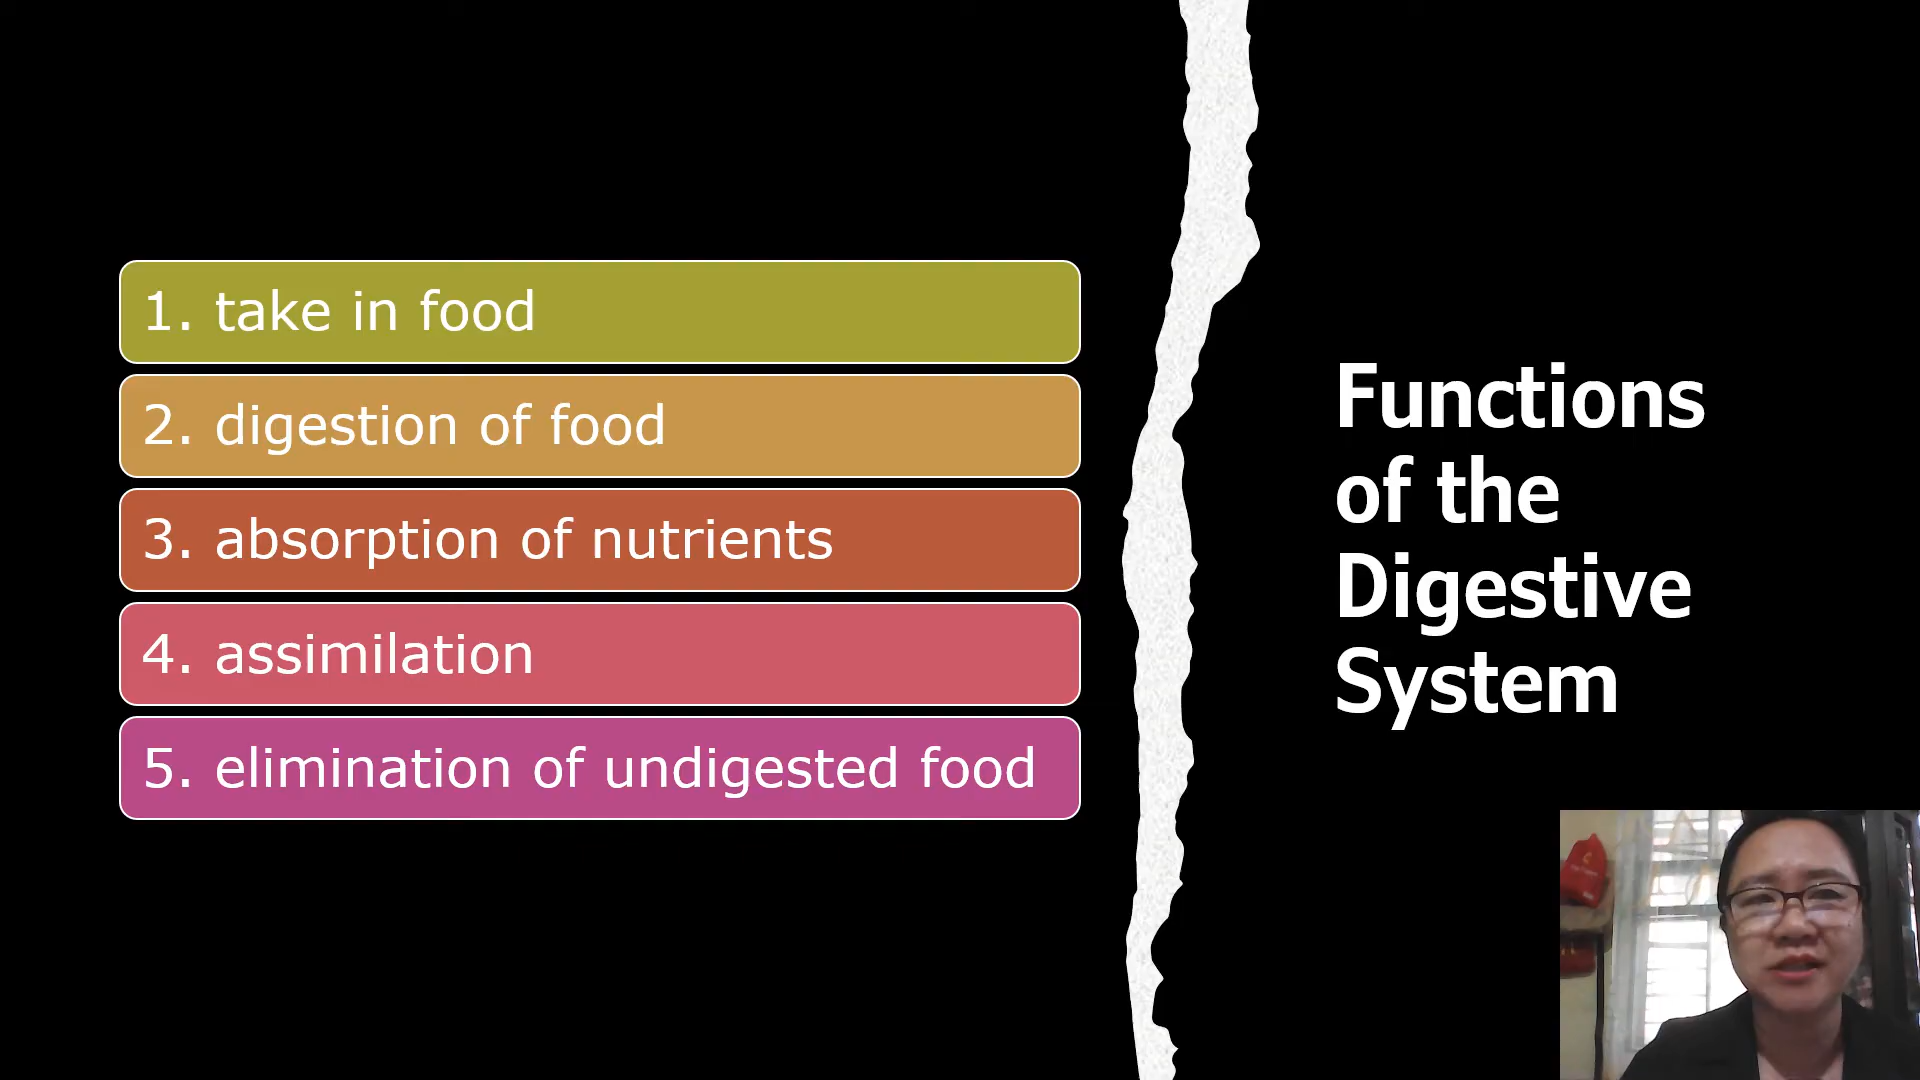 1. take in food
2. digestion of food
3. absorption of nutrients
4. assimilation
5. elimination of undigested food
Functions
of the
Digestive
System